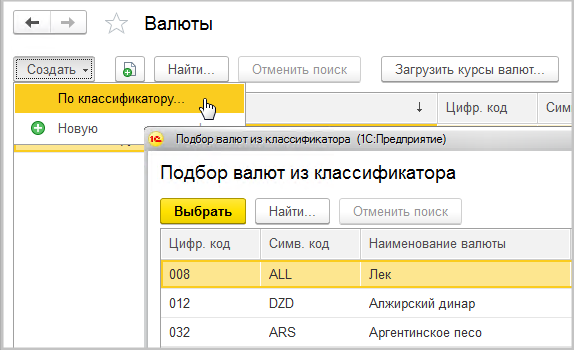 Валюты
Создать Найти... Отменить поиск Загрузить курсы валют...
По классификатору... ↓ Цифр. код Сим
Новую
1С Подбор валют из классификатора (1С:Предприятие)
Подбор валют из классификатора
Выбрать Найти... Отменить поиск
Цифр. код Симв. код Наименование валюты
008 ALL Лек
012 DZD Алжирский динар
032 ARS Аргентинское песо